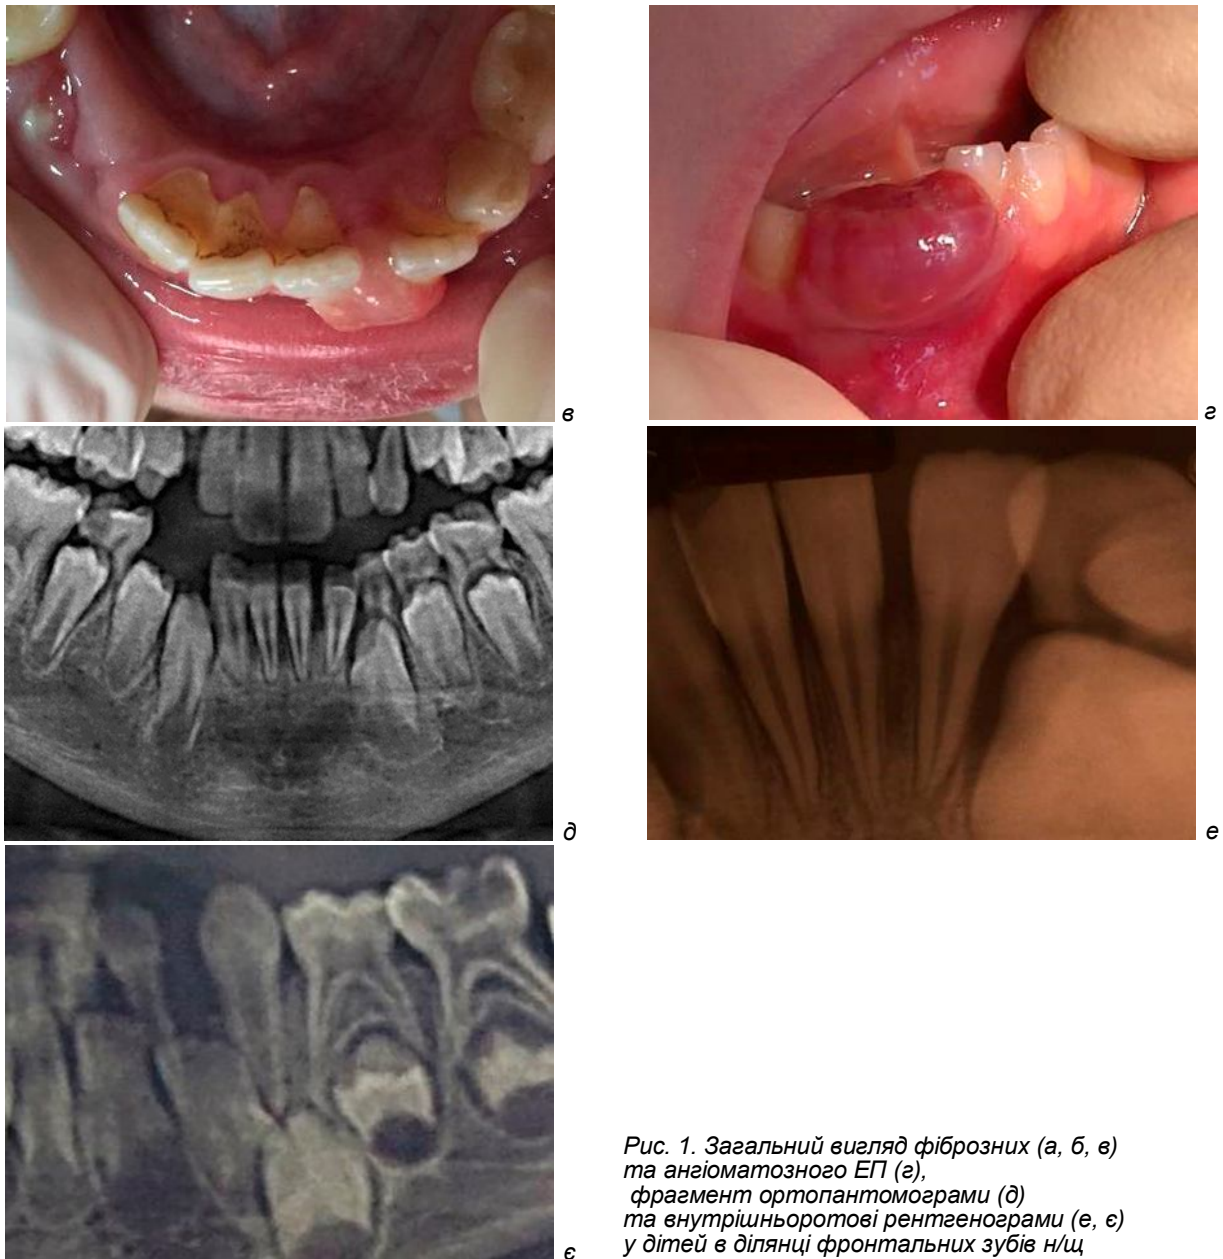 в
г
д
е
є
Рис. 1. Загальний вигляд фіброзних (а, б, в)
та ангіоматозного ЕП (г),
фрагмент ортопантомограми (д)
та внутрішньоротові рентгенограми (е, є)
у дітей в ділянці фронтальних зубів н/щ